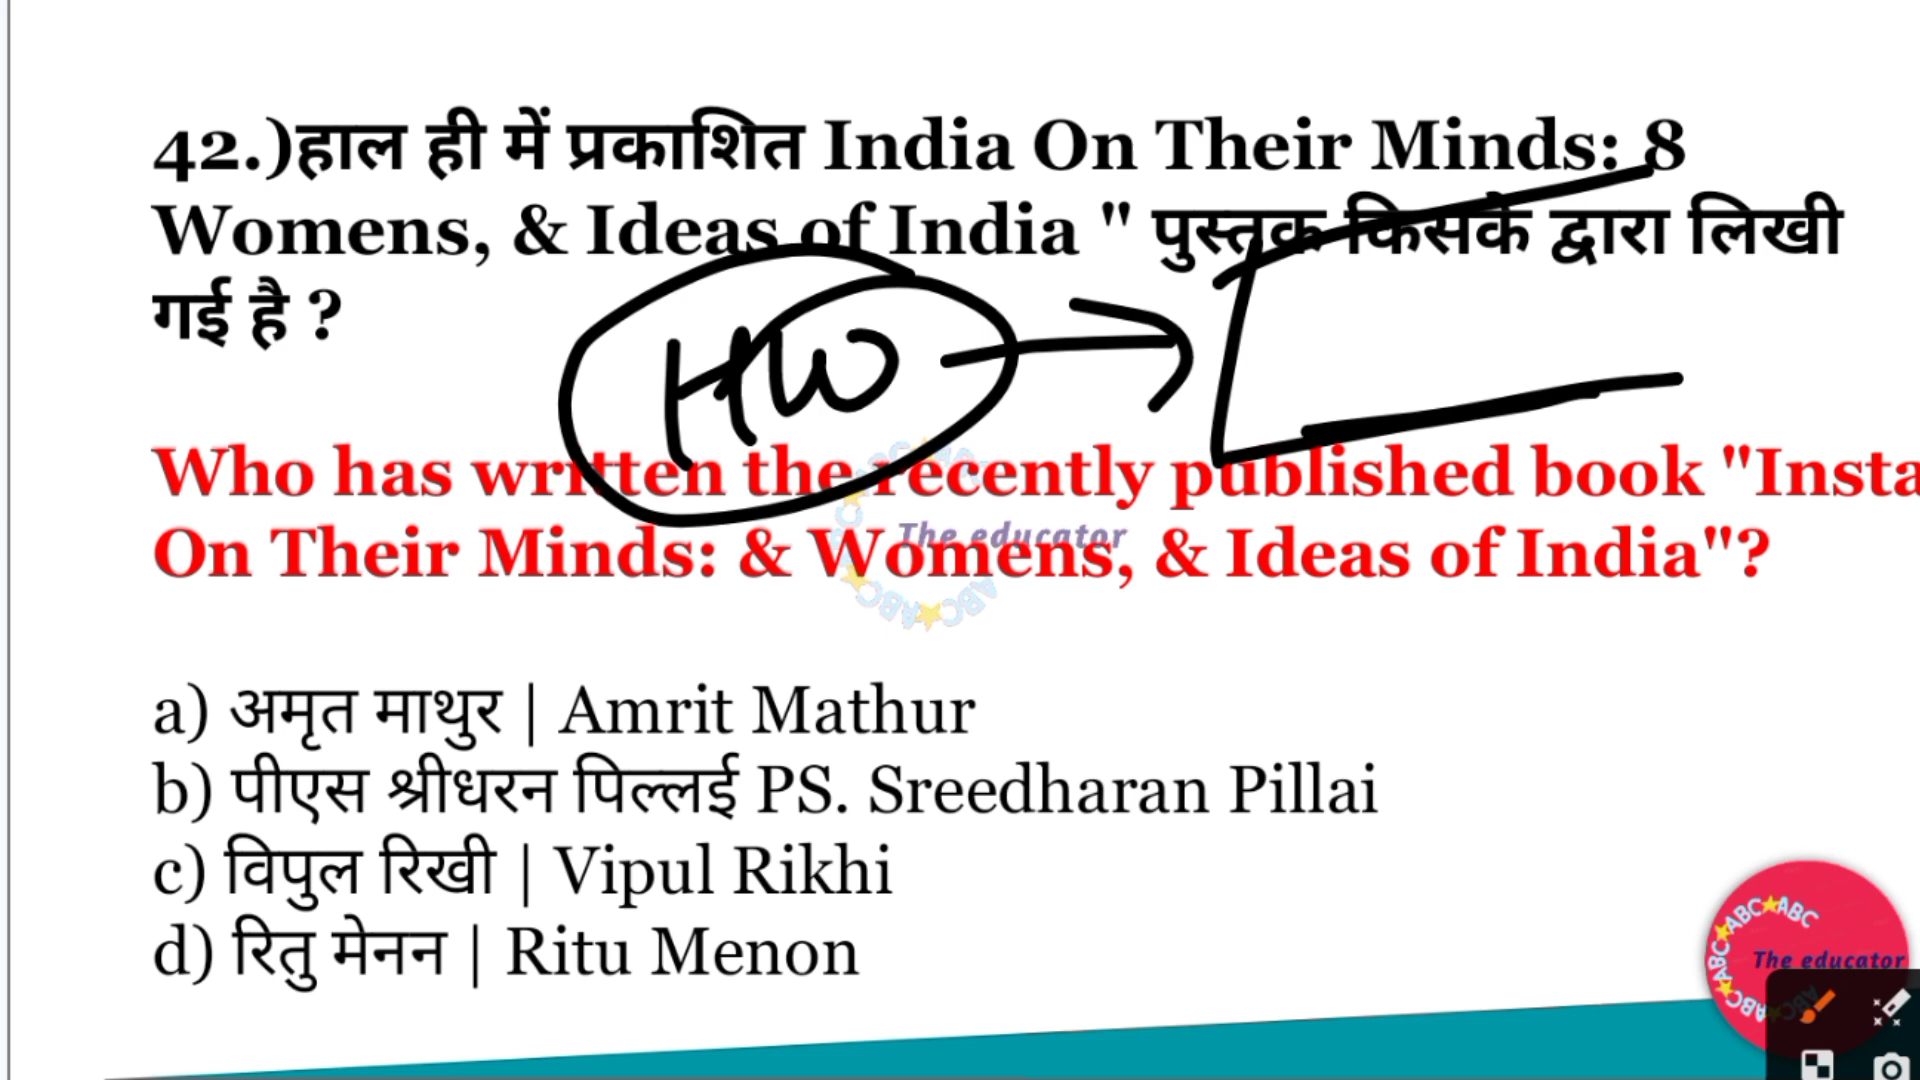 42.)हाल ही में प्रकाशित India On Their Minds: 8
Womens, & Ideas of India " पुस्तक किसके द्वारा लिखी
गई है ?
HW
Who has written the recently published book "Insta
On Their Minds: & Womens, & Ideas of India"?
The educator
a) अमृत माथुर | Amrit Mathur
b) पीएस श्रीधरन पिल्लई PS. Sreedharan Pillai
c) विपुल रिखी | Vipul Rikhi
d) रितु मेनन | Ritu Menon
ABC★ABC★ABC
The educator